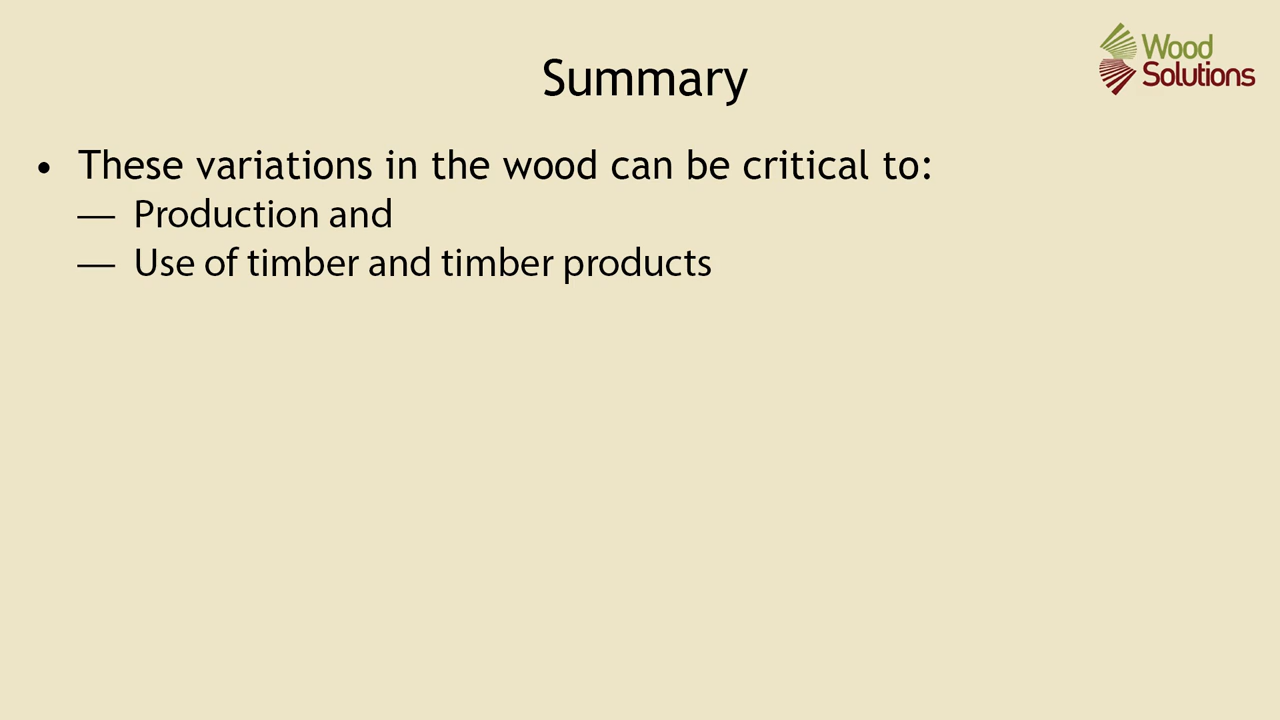 Wood
Solutions
Summary
• These variations in the wood can be critical to:
— Production and
— Use of timber and timber products